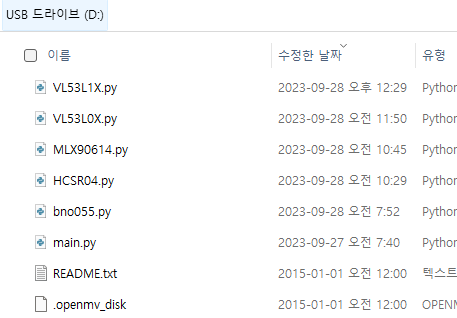 USB 드라이브 (D:)
이름 수정한 날짜 유형
VL53L1X.py 2023-09-28 오후 12:29 Python
VL53L0X.py 2023-09-28 오전 11:50 Python
MLX90614.py 2023-09-28 오전 10:45 Python
HCSR04.py 2023-09-28 오전 10:29 Python
bno055.py 2023-09-28 오전 7:52 Python
main.py 2023-09-27 오전 7:40 Python
README.txt 2015-01-01 오전 12:00 텍스트
.openmv_disk 2015-01-01 오전 12:00 OPENM